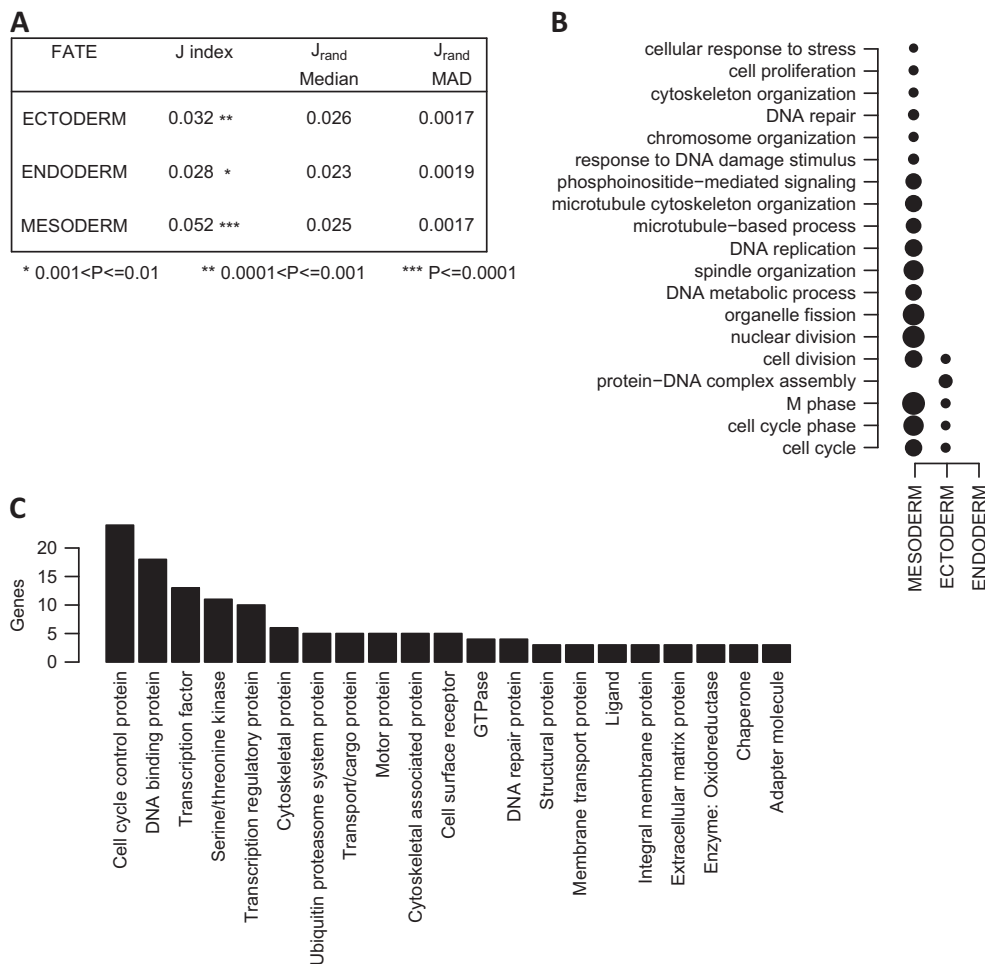 A
FATE J index Jrand Median Jrand MAD
ECTODERM 0.032 ** 0.026 0.0017
ENDODERM 0.028 * 0.023 0.0019
MESODERM 0.052 *** 0.025 0.0017
* 0.001<P<=0.01 ** 0.0001<P<=0.001 *** P<=0.0001
B
cellular response to stress
cell proliferation
cytoskeleton organization
DNA repair
chromosome organization
response to DNA damage stimulus
phosphoinositide−mediated signaling
microtubule cytoskeleton organization
microtubule−based process
DNA replication
spindle organization
DNA metabolic process
organelle fission
nuclear division
cell division
protein−DNA complex assembly
M phase
cell cycle phase
cell cycle
MESODERM
ECTODERM
ENDODERM
C
Genes
20
15
10
5
0
Cell cycle control protein
DNA binding protein
Transcription factor
Serine/threonine kinase
Transcription regulatory protein
Cytoskeletal protein
Ubiquitin proteasome system protein
Transport/cargo protein
Motor protein
Cytoskeletal associated protein
Cell surface receptor
GTPase
DNA repair protein
Structural protein
Membrane transport protein
Ligand
Integral membrane protein
Extracellular matrix protein
Enzyme: Oxidoreductase
Chaperone
Adapter molecule